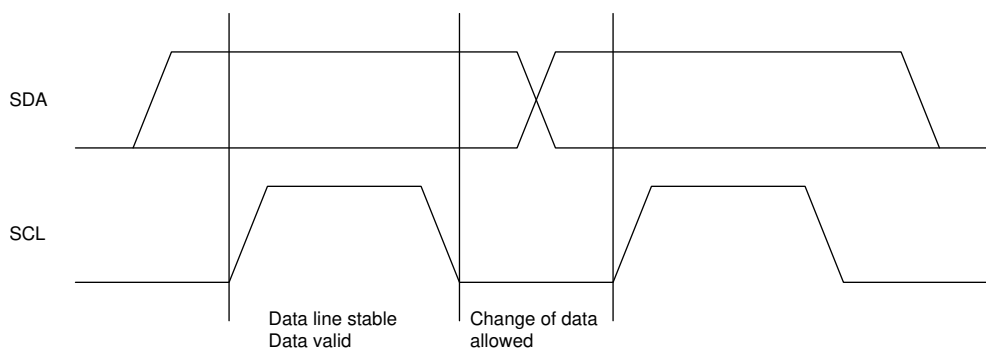 SDA
SCL
Data line stable
Data valid
Change of data
allowed